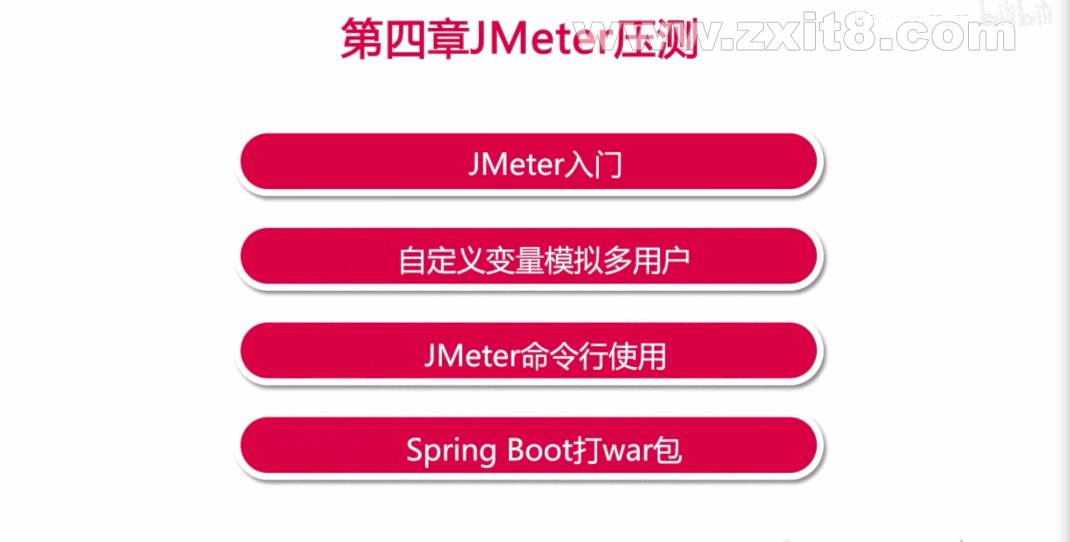 第四章JMeter压测
www.zxit8.com
bilibili
JMeter入门
自定义变量模拟多用户
JMeter命令行使用
Spring Boot打war包